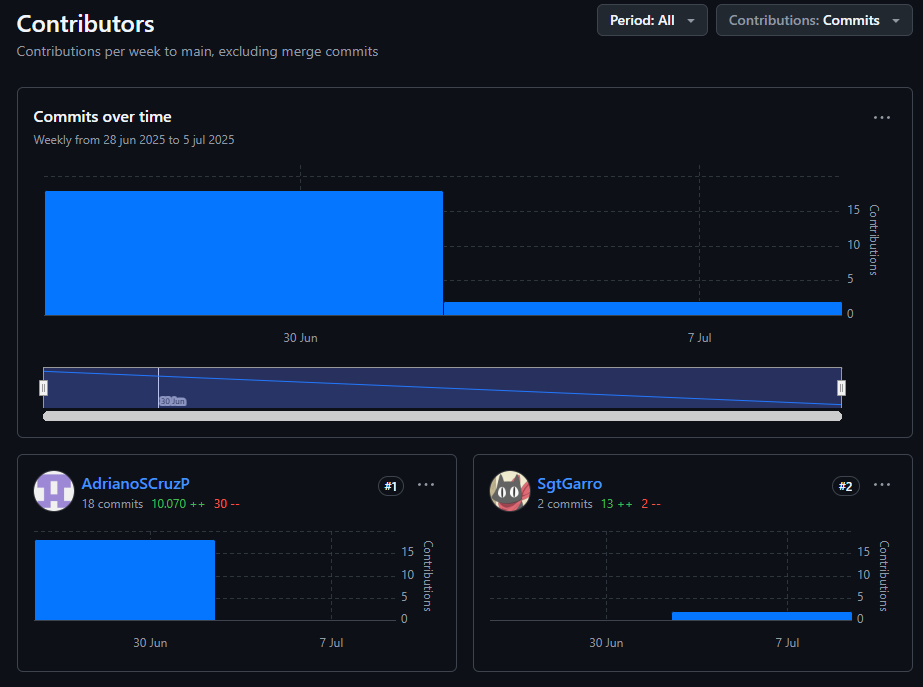 Contributors
Period: All
Contributions: Commits
Contributions per week to main, excluding merge commits
Commits over time
Weekly from 28 jun 2025 to 5 jul 2025
15
10
5
0
Contributions
30 Jun
7 Jul
30 Jun
AdrianoSCruzP
#1
18 commits 10.070 ++ 30 --
15
10
5
0
Contributions
30 Jun
7 Jul
SgtGarro
#2
2 commits 13 ++ 2 --
15
10
5
0
Contributions
30 Jun
7 Jul